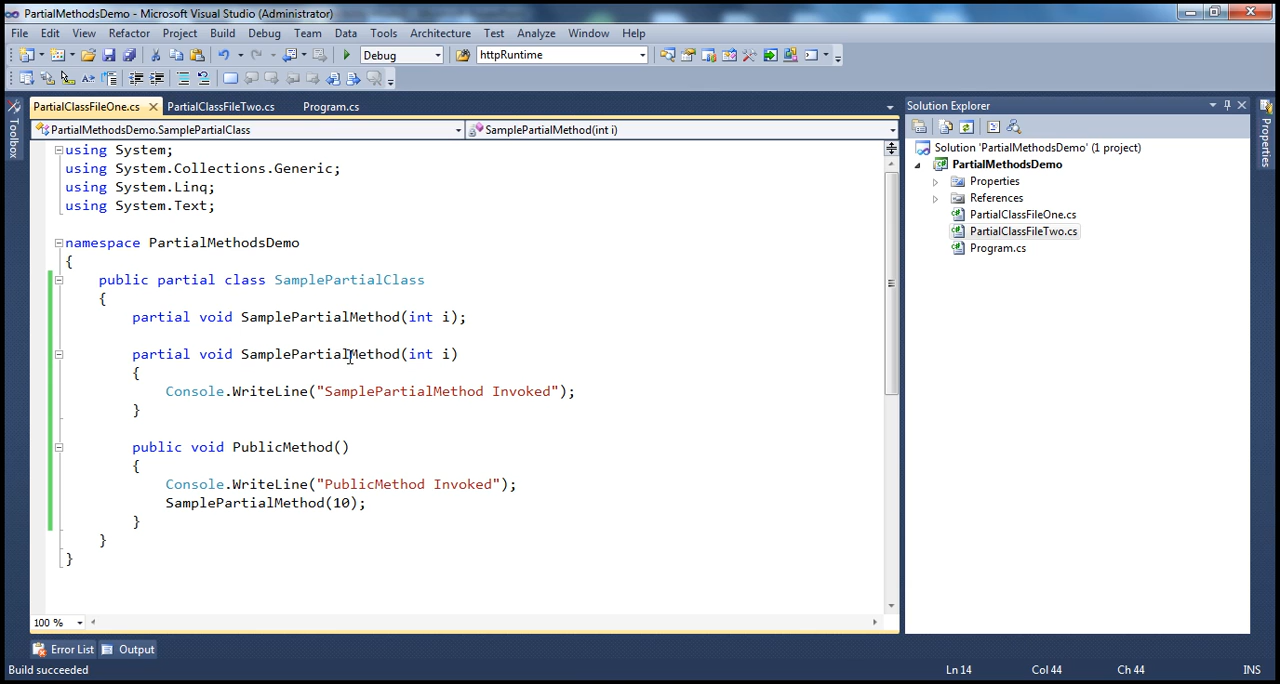 PartialMethodsDemo - Microsoft Visual Studio (Administrator)
File Edit View Refactor Project Build Debug Team Data Tools Architecture Test Analyze Window Help
Debug httpRuntime
PartialClassFileOne.cs PartialClassFileTwo.cs Program.cs
PartialMethodsDemo.SamplePartialClass SamplePartialMethod(int i)
Toolbox
using System;
using System.Collections.Generic;
using System.Linq;
using System.Text;
namespace PartialMethodsDemo
{
public partial class SamplePartialClass
{
partial void SamplePartialMethod(int i);
partial void SamplePartialMethod(int i)
{
Console.WriteLine("SamplePartialMethod Invoked");
}
public void PublicMethod()
{
Console.WriteLine("PublicMethod Invoked");
SamplePartialMethod(10);
}
}
}
100 %
Solution Explorer
Solution 'PartialMethodsDemo' (1 project)
PartialMethodsDemo
Properties
References
PartialClassFileOne.cs
PartialClassFileTwo.cs
Program.cs
Properties
Error List Output
Build succeeded Ln 14 Col 44 Ch 44 INS